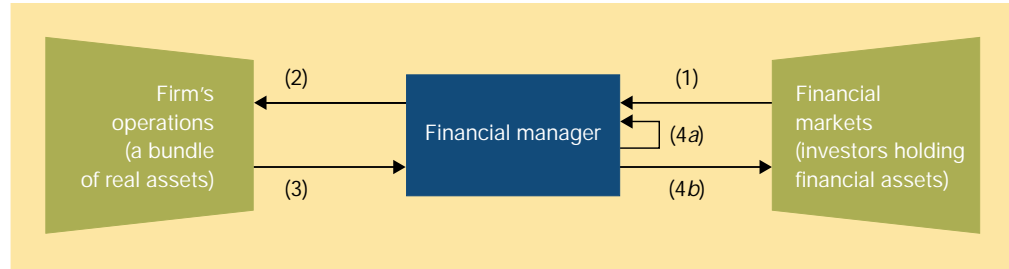 Firm's
operations
(a bundle
of real assets)
(2)
(3)
Financial manager
(1)
(4a)
(4b)
Financial
markets
(investors holding
financial assets)